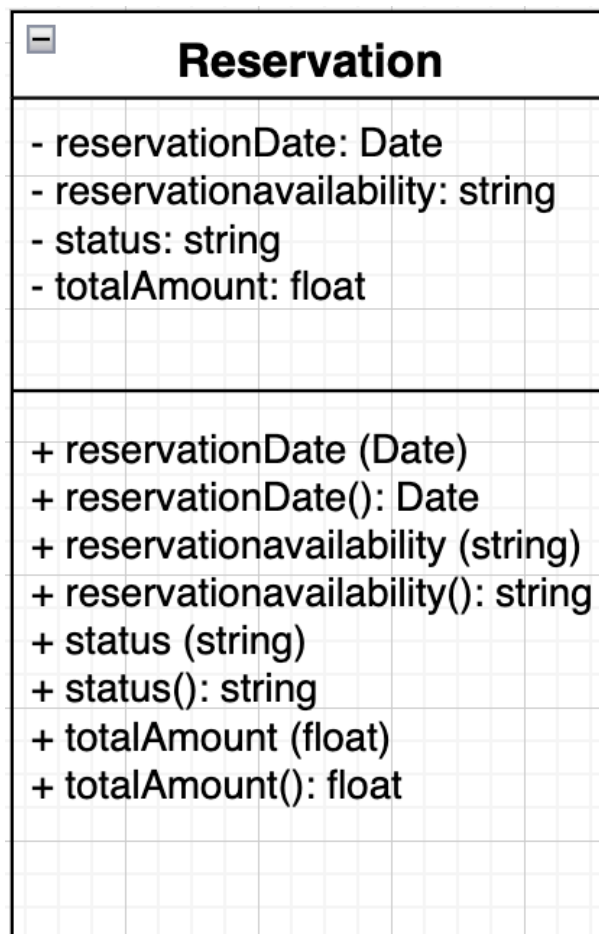 Reservation
- reservationDate: Date
- reservationavailability: string
- status: string
- totalAmount: float
+ reservationDate (Date)
+ reservationDate(): Date
+ reservationavailability (string)
+ reservationavailability(): string
+ status (string)
+ status(): string
+ totalAmount (float)
+ totalAmount(): float